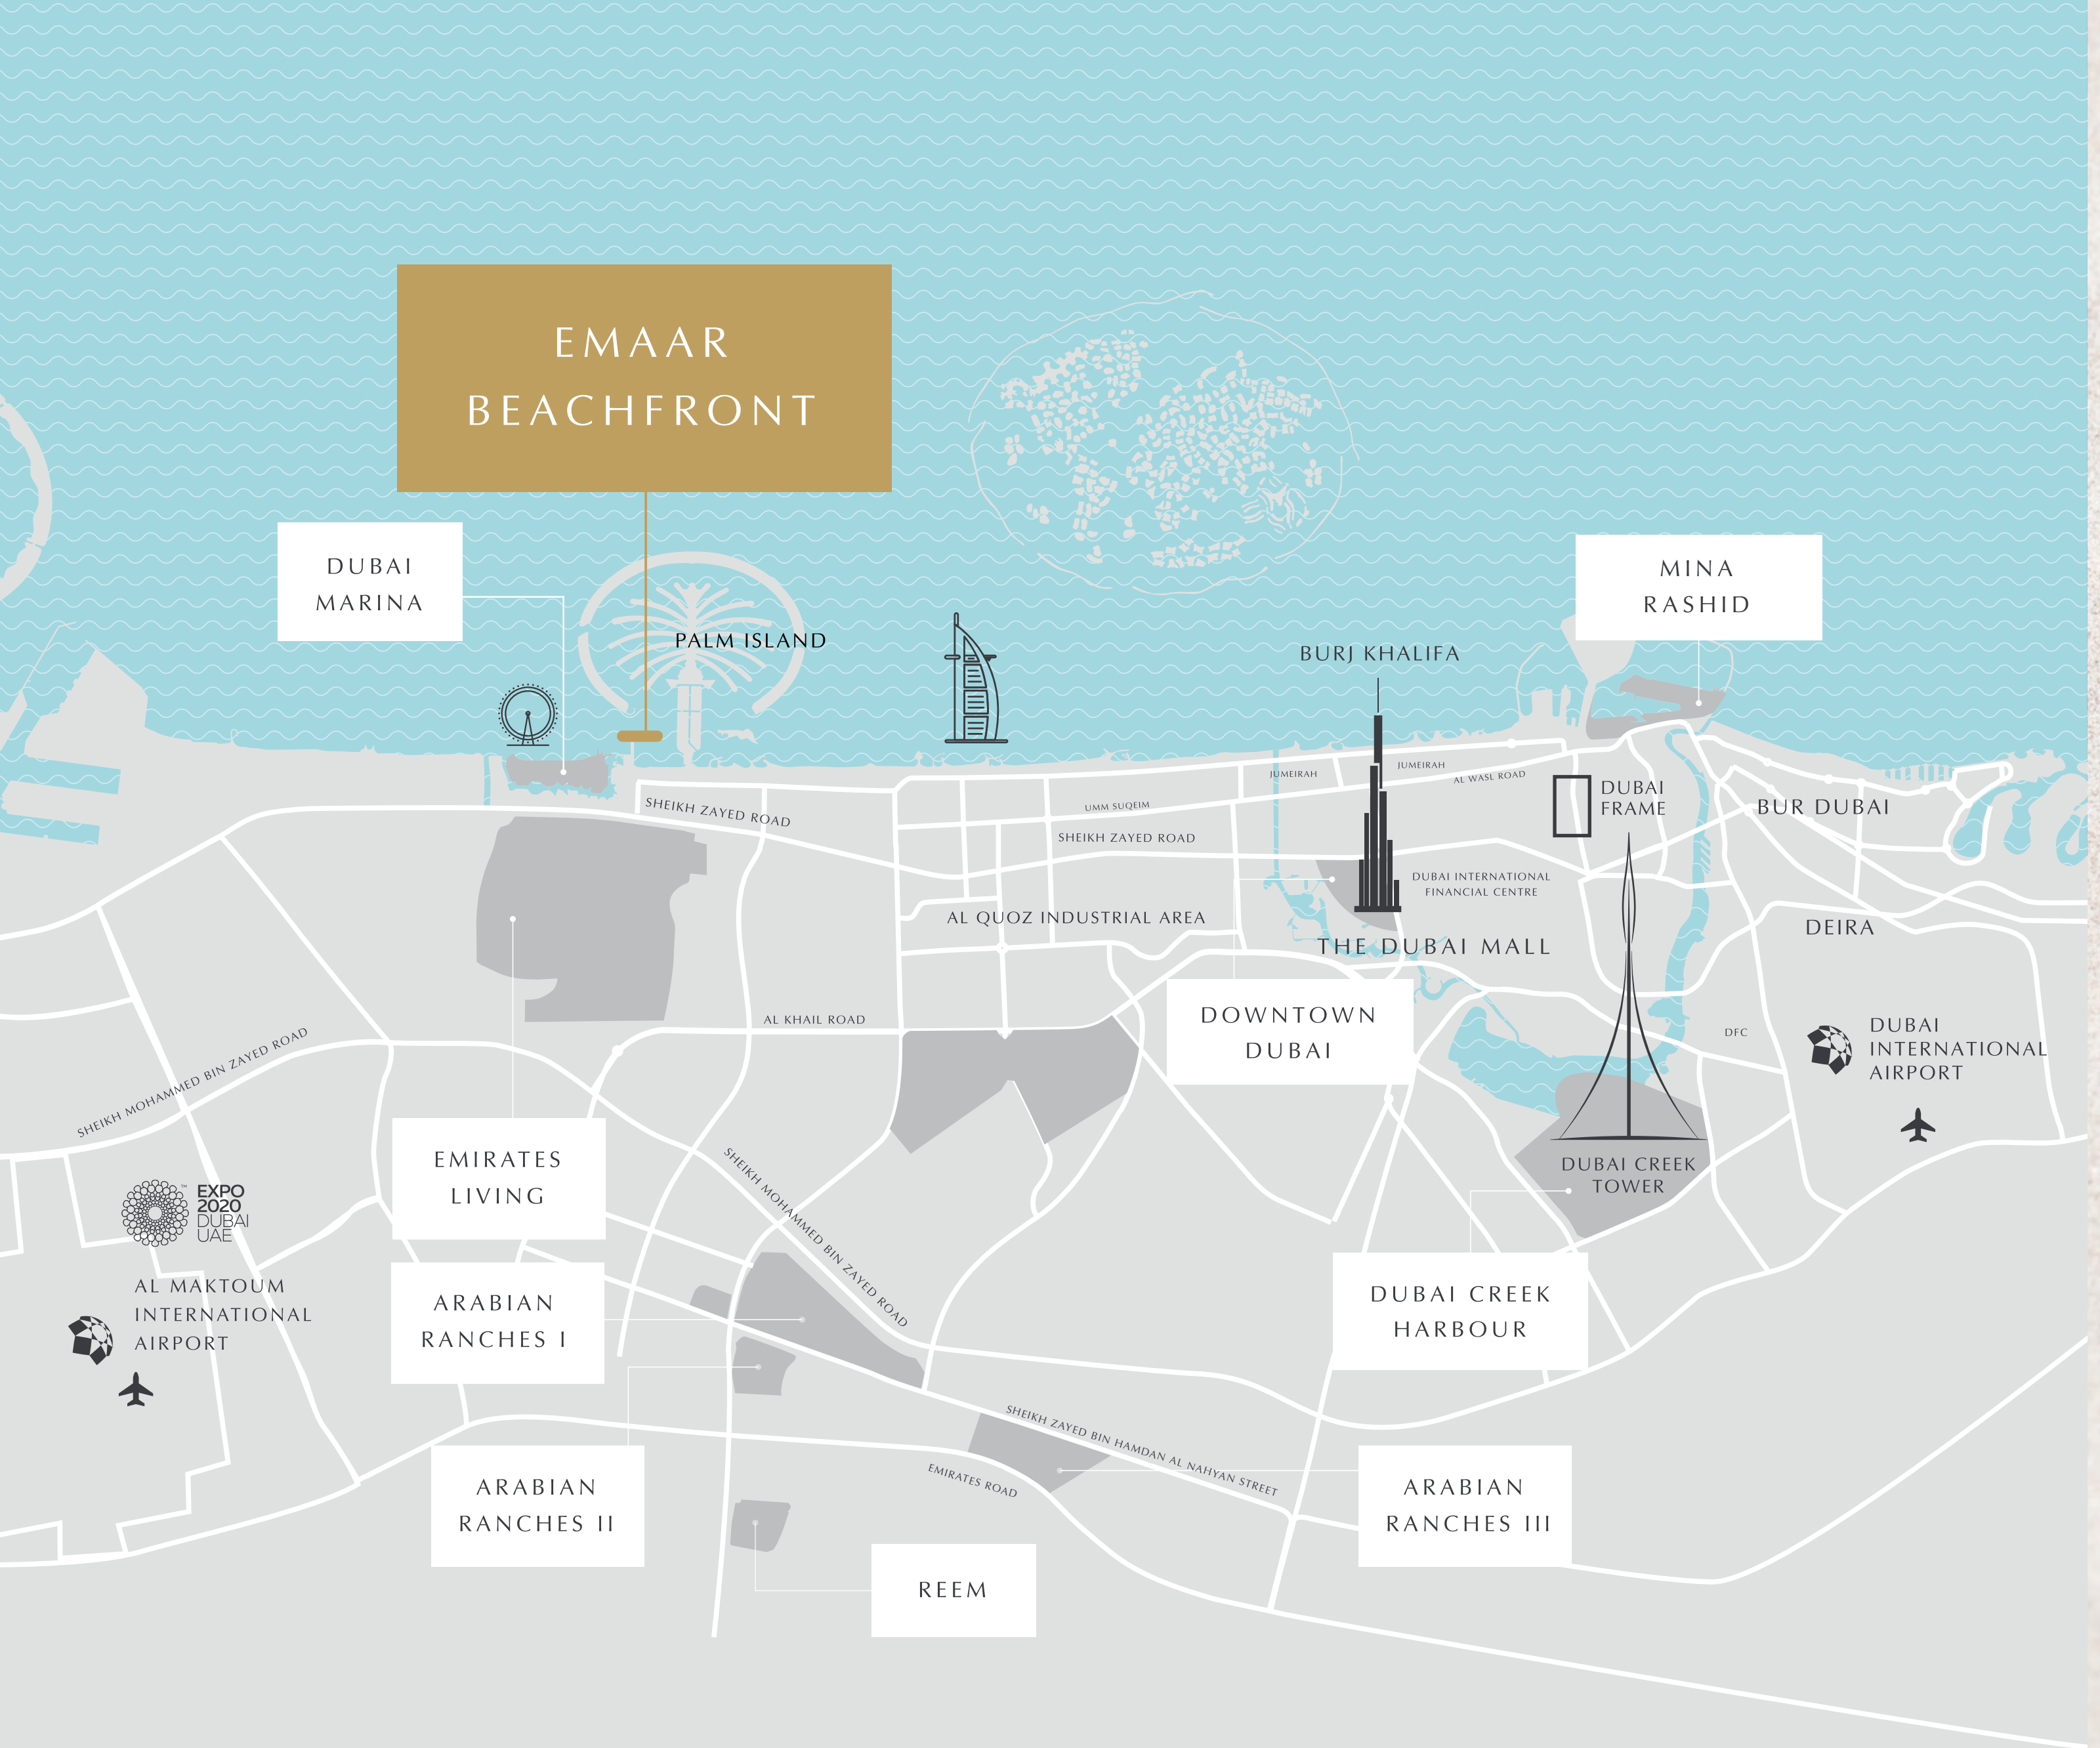 EMAAR
BEACHFRONT
DUBAI
MARINA
MINA
RASHID
PALM ISLAND
BURJ KHALIFA
JUMEIRAH
JUMEIRAH
AL WASL ROAD
SHEIKH ZAYED ROAD
UMM SUQEIM
DUBAI
FRAME
BUR DUBAI
SHEIKH ZAYED ROAD
DUBAI INTERNATIONAL
FINANCIAL CENTRE
AL QUOZ INDUSTRIAL AREA
THE DUBAI MALL
DEIRA
DOWNTOWN
DUBAI
AL KHAIL ROAD
DFC
DUBAI
INTERNATIONAL
AIRPORT
SHEIKH MOHAMMED BIN ZAYED ROAD
EMIRATES
LIVING
SHEIKH MOHAMMED BIN ZAYED ROAD
DUBAI CREEK
TOWER
EXPO
2020
DUBAI
UAE
TM
AL MAKTOUM
INTERNATIONAL
AIRPORT
ARABIAN
RANCHES I
DUBAI CREEK
HARBOUR
SHEIKH ZAYED BIN HAMDAN AL NAHYAN STREET
EMIRATES ROAD
ARABIAN
RANCHES II
ARABIAN
RANCHES III
REEM